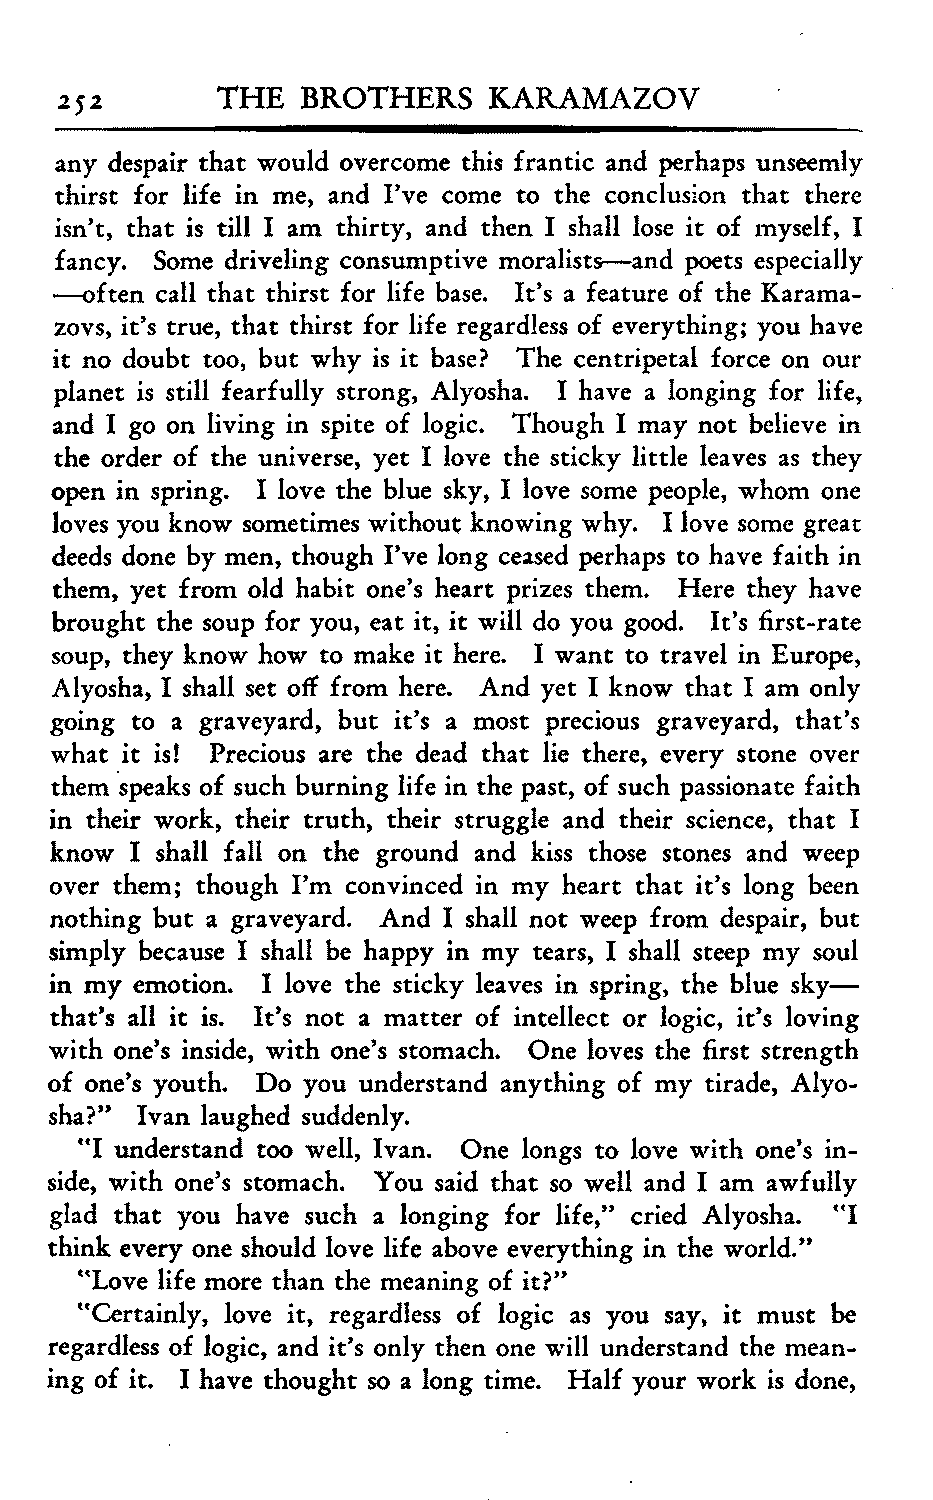 252 THE BROTHERS KARAMAZOV
any despair that would overcome this frantic and perhaps unseemly
thirst for life in me, and I've come to the conclusion that there
isn't, that is till I am thirty, and then I shall lose it of myself, I
fancy. Some driveling consumptive moralists—and poets especially
—often call that thirst for life base. It's a feature of the Karama-
zovs, it's true, that thirst for life regardless of everything; you have
it no doubt too, but why is it base? The centripetal force on our
planet is still fearfully strong, Alyosha. I have a longing for life,
and I go on living in spite of logic. Though I may not believe in
the order of the universe, yet I love the sticky little leaves as they
open in spring. I love the blue sky, I love some people, whom one
loves you know sometimes without knowing why. I love some great
deeds done by men, though I've long ceased perhaps to have faith in
them, yet from old habit one's heart prizes them. Here they have
brought the soup for you, eat it, it will do you good. It's first-rate
soup, they know how to make it here. I want to travel in Europe,
Alyosha, I shall set off from here. And yet I know that I am only
going to a graveyard, but it's a most precious graveyard, that's
what it is! Precious are the dead that lie there, every stone over
them speaks of such burning life in the past, of such passionate faith
in their work, their truth, their struggle and their science, that I
know I shall fall on the ground and kiss those stones and weep
over them; though I'm convinced in my heart that it's long been
nothing but a graveyard. And I shall not weep from despair, but
simply because I shall be happy in my tears, I shall steep my soul
in my emotion. I love the sticky leaves in spring, the blue sky—
that's all it is. It's not a matter of intellect or logic, it's loving
with one's inside, with one's stomach. One loves the first strength
of one's youth. Do you understand anything of my tirade, Alyo-
sha?" Ivan laughed suddenly.
"I understand too well, Ivan. One longs to love with one's in-
side, with one's stomach. You said that so well and I am awfully
glad that you have such a longing for life," cried Alyosha. "I
think every one should love life above everything in the world."
"Love life more than the meaning of it?"
"Certainly, love it, regardless of logic as you say, it must be
regardless of logic, and it's only then one will understand the mean-
ing of it. I have thought so a long time. Half your work is done,